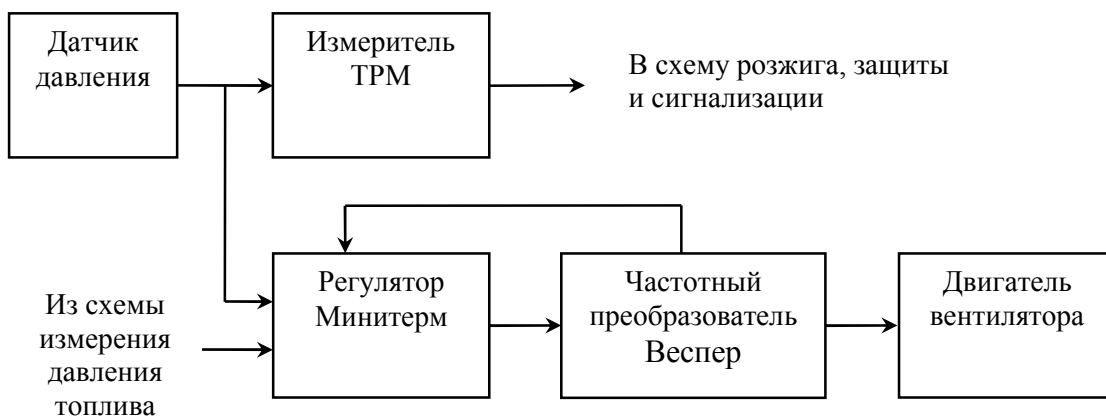 Датчик
давления
Измеритель
ТРМ
В схему розжига, защиты
и сигнализации
Из схемы
измерения
давления
топлива
Регулятор
Минитерм
Частотный
преобразователь
Веспер
Двигатель
вентилятора